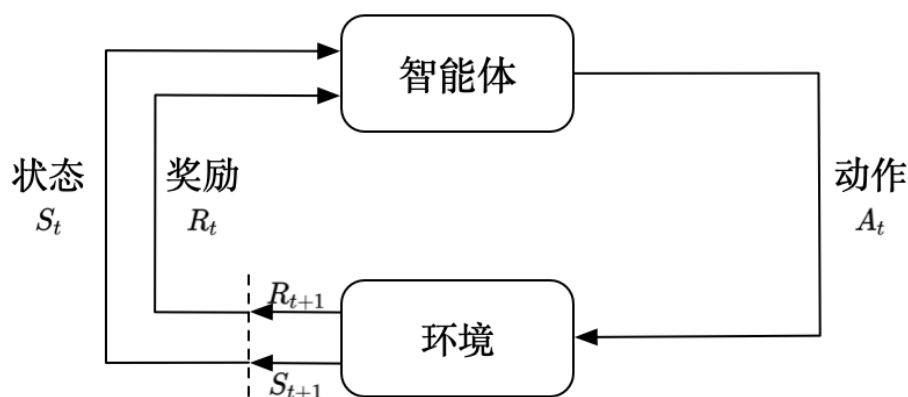 智能体
状态
S_t
奖励
R_t
动作
A_t
R_{t+1}
环境
S_{t+1}